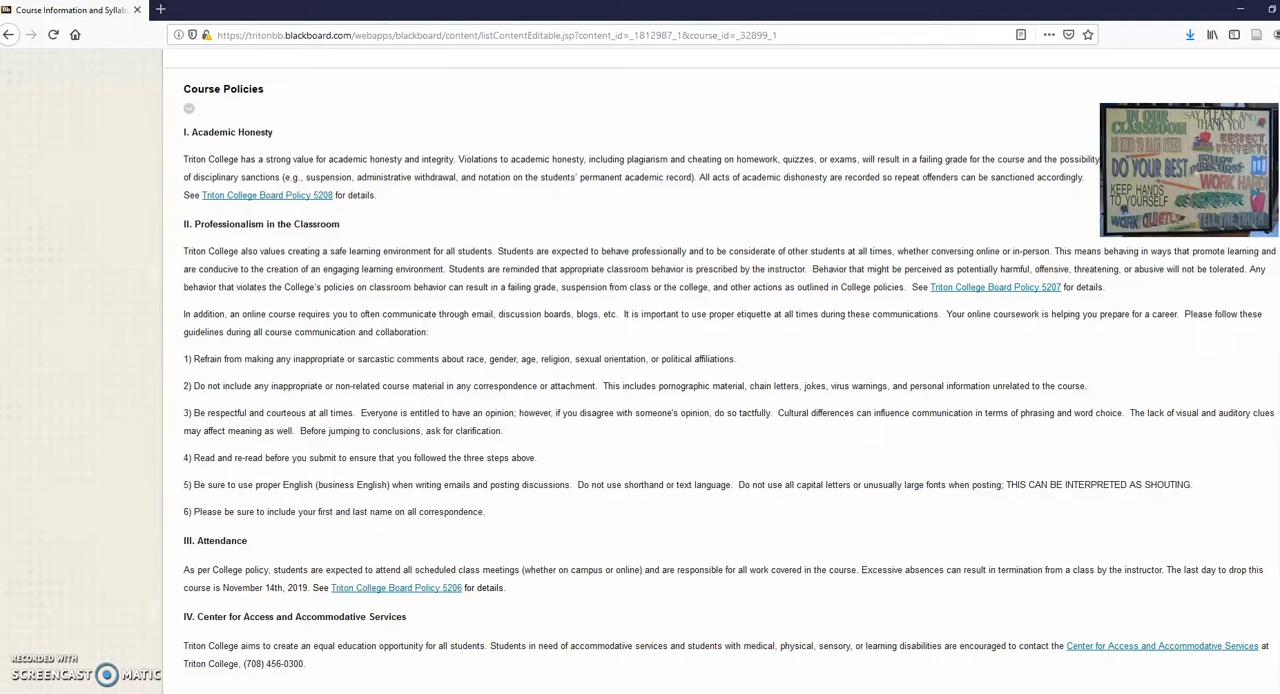 Course Information and Syllab
https://tritonbb.blackboard.com/webapps/blackboard/content/listContentEditable.jsp?content_id=_1812987_1&course_id=_32899_1
Course Policies
I. Academic Honesty
Triton College has a strong value for academic honesty and integrity. Violations to academic honesty, including plagiarism and cheating on homework, quizzes, or exams, will result in a failing grade for the course and the possibility
of disciplinary sanctions (e.g., suspension, administrative withdrawal, and notation on the students' permanent academic record). All acts of academic dishonesty are recorded so repeat offenders can be sanctioned accordingly.
See Triton College Board Policy 5208 for details.
IN OUR CLASSROOM
BE KIND TO EACH OTHER
DO YOUR BEST
KEEP HANDS TO YOURSELF
WORK QUIETLY
SAY PLEASE AND THANK YOU
RESPECT PROPERTY
FOLLOW DIRECTIONS
WORK HARD
TELL THE TRUTH
II. Professionalism in the Classroom
Triton College also values creating a safe learning environment for all students. Students are expected to behave professionally and to be considerate of other students at all times, whether conversing online or in-person. This means behaving in ways that promote learning and
are conducive to the creation of an engaging learning environment. Students are reminded that appropriate classroom behavior is prescribed by the instructor.  Behavior that might be perceived as potentially harmful, offensive, threatening, or abusive will not be tolerated. Any
behavior that violates the College's policies on classroom behavior can result in a failing grade, suspension from class or the college, and other actions as outlined in College policies.  See Triton College Board Policy 5207 for details.
In addition, an online course requires you to often communicate through email, discussion boards, blogs, etc.  It is important to use proper etiquette at all times during these communications.  Your online coursework is helping you prepare for a career.  Please follow these
guidelines during all course communication and collaboration:
1) Refrain from making any inappropriate or sarcastic comments about race, gender, age, religion, sexual orientation, or political affiliations.
2) Do not include any inappropriate or non-related course material in any correspondence or attachment.  This includes pornographic material, chain letters, jokes, virus warnings, and personal information unrelated to the course.
3) Be respectful and courteous at all times.  Everyone is entitled to have an opinion; however, if you disagree with someone's opinion, do so tactfully.  Cultural differences can influence communication in terms of phrasing and word choice.  The lack of visual and auditory clues
may affect meaning as well.  Before jumping to conclusions, ask for clarification.
4) Read and re-read before you submit to ensure that you followed the three steps above.
5) Be sure to use proper English (business English) when writing emails and posting discussions.  Do not use shorthand or text language.  Do not use all capital letters or unusually large fonts when posting; THIS CAN BE INTERPRETED AS SHOUTING.
6) Please be sure to include your first and last name on all correspondence.
III. Attendance
As per College policy, students are expected to attend all scheduled class meetings (whether on campus or online) and are responsible for all work covered in the course. Excessive absences can result in termination from a class by the instructor. The last day to drop this
course is November 14th, 2019. See Triton College Board Policy 5206 for details.
IV. Center for Access and Accommodative Services
Triton College aims to create an equal education opportunity for all students. Students in need of accommodative services and students with medical, physical, sensory, or learning disabilities are encouraged to contact the Center for Access and Accommodative Services at
Triton College, (708) 456-0300.
RECORDED WITH
SCREENCAST MATIC